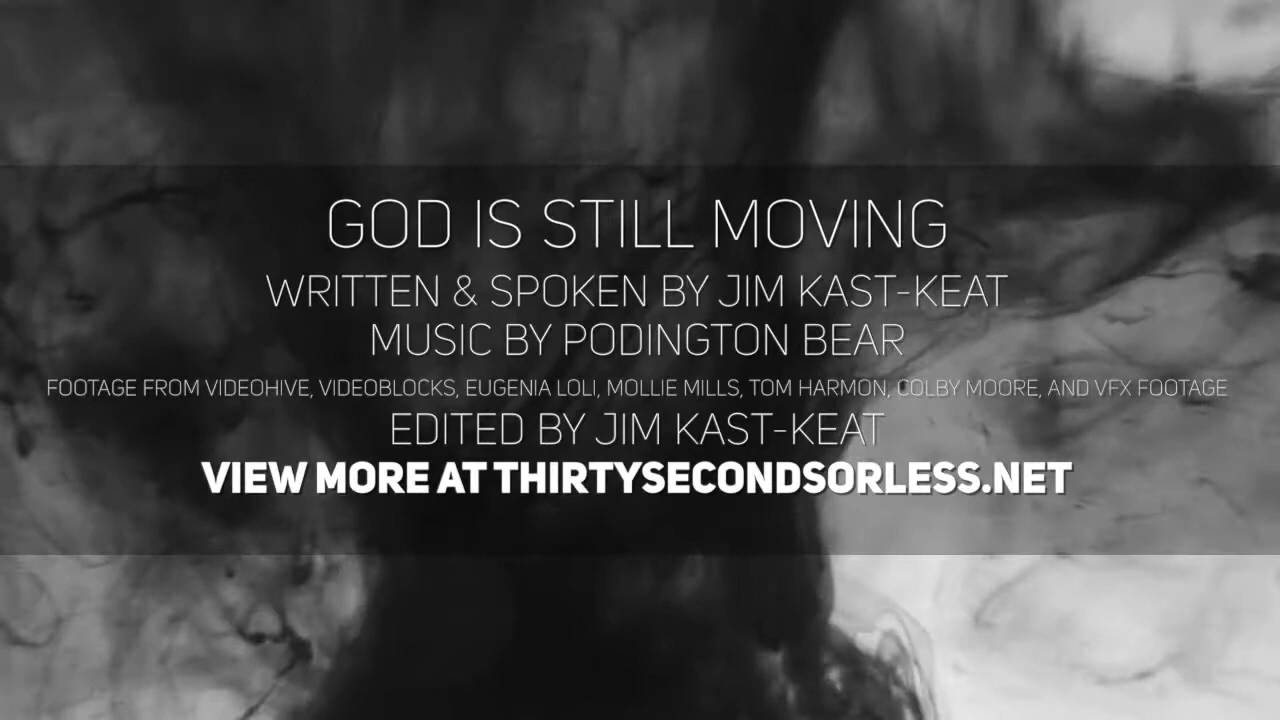 GOD IS STILL MOVING
WRITTEN & SPOKEN BY JIM KAST-KEAT
MUSIC BY PODINGTON BEAR
FOOTAGE FROM VIDEOHIVE, VIDEOBLOCKS, EUGENIA LOLI, MOLLIE MILLS, TOM HARMON, COLBY MOORE, AND VFX FOOTAGE
EDITED BY JIM KAST-KEAT
VIEW MORE AT THIRTYSECONDSORLESS.NET